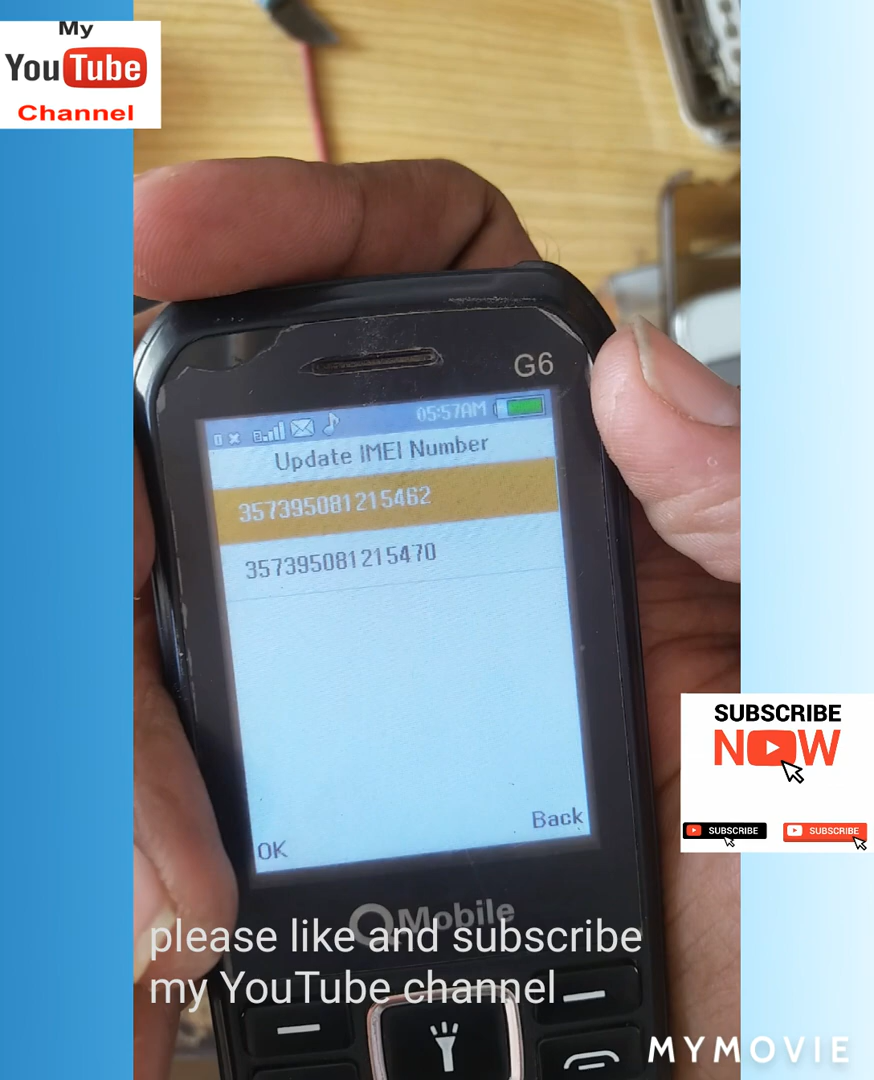 My
YouTube
Channel
G6
05:57AM
Update IMEI Number
357395081215462
357395081215470
Back
OK
QMobile
please like and subscribe
my YouTube channel
SUBSCRIBE
NOW
SUBSCRIBE
SUBSCRIBE
MYMOVIE